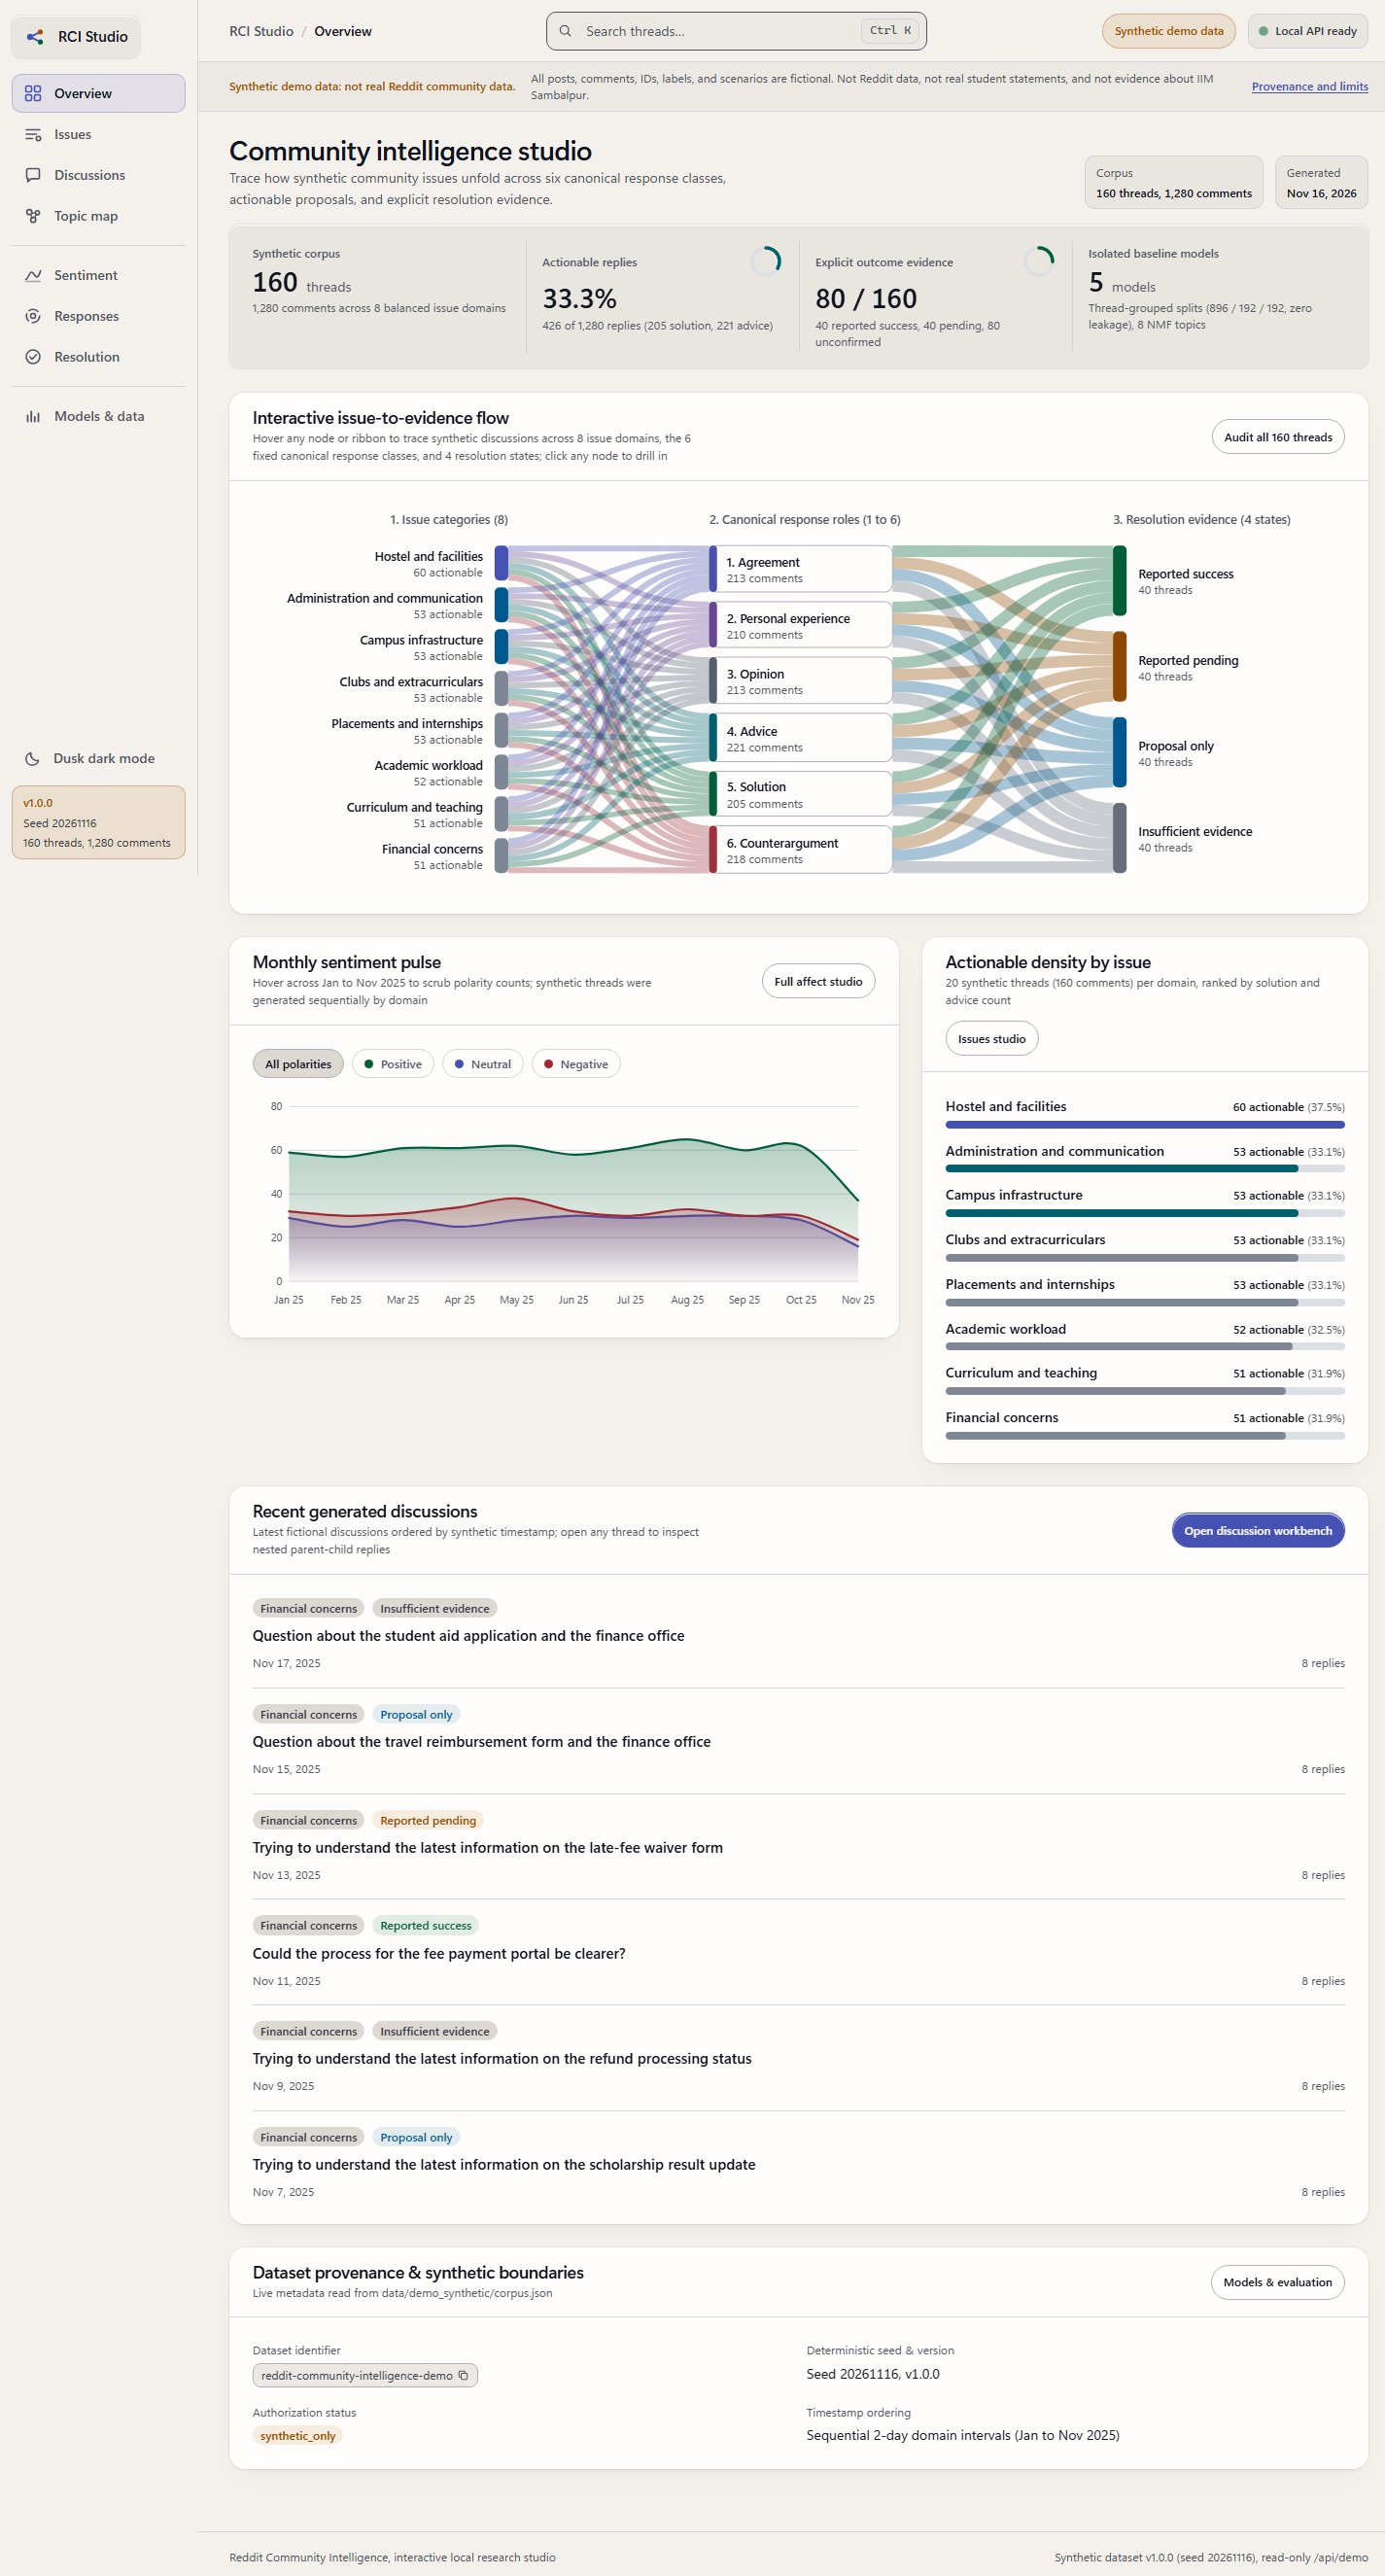 RCI Studio
Overview
Issues
Discussions
Topic map
Sentiment
Responses
Resolution
Models & data
Dusk dark mode
v1.0.0
Seed 20261116
160 threads, 1,280 comments
RCI Studio / Overview
Search threads...
Ctrl K
Synthetic demo data
Local API ready
Synthetic demo data: not real Reddit community data.
All posts, comments, IDs, labels, and scenarios are fictional. Not Reddit data, not real student statements, and not evidence about IIM
Sambalpur.
Provenance and limits
Community intelligence studio
Trace how synthetic community issues unfold across six canonical response classes,
actionable proposals, and explicit resolution evidence.
Corpus
160 threads, 1,280 comments
Generated
Nov 16, 2026
Synthetic corpus
160 threads
1,280 comments across 8 balanced issue domains
Actionable replies
33.3%
426 of 1,280 replies (205 solution, 221 advice)
Explicit outcome evidence
80 / 160
40 reported success, 40 pending, 80
unconfirmed
Isolated baseline models
5 models
Thread-grouped splits (896 / 192 / 192, zero
leakage), 8 NMF topics
Interactive issue-to-evidence flow
Hover any node or ribbon to trace synthetic discussions across 8 issue domains, the 6
fixed canonical response classes, and 4 resolution states; click any node to drill in
Audit all 160 threads
1. Issue categories (8)
Hostel and facilities
60 actionable
Administration and communication
53 actionable
Campus infrastructure
53 actionable
Clubs and extracurriculars
53 actionable
Placements and internships
53 actionable
Academic workload
52 actionable
Curriculum and teaching
51 actionable
Financial concerns
51 actionable
2. Canonical response roles (1 to 6)
1. Agreement
213 comments
2. Personal experience
210 comments
3. Opinion
213 comments
4. Advice
221 comments
5. Solution
205 comments
6. Counterargument
218 comments
3. Resolution evidence (4 states)
Reported success
40 threads
Reported pending
40 threads
Proposal only
40 threads
Insufficient evidence
40 threads
Monthly sentiment pulse
Hover across Jan to Nov 2025 to scrub polarity counts; synthetic threads were
generated sequentially by domain
Full affect studio
All polarities
Positive
Neutral
Negative
80
60
40
20
0
Jan 25
Feb 25
Mar 25
Apr 25
May 25
Jun 25
Jul 25
Aug 25
Sep 25
Oct 25
Nov 25
Actionable density by issue
20 synthetic threads (160 comments) per domain, ranked by solution and
advice count
Issues studio
Hostel and facilities 60 actionable (37.5%)
Administration and communication 53 actionable (33.1%)
Campus infrastructure 53 actionable (33.1%)
Clubs and extracurriculars 53 actionable (33.1%)
Placements and internships 53 actionable (33.1%)
Academic workload 52 actionable (32.5%)
Curriculum and teaching 51 actionable (31.9%)
Financial concerns 51 actionable (31.9%)
Recent generated discussions
Latest fictional discussions ordered by synthetic timestamp; open any thread to inspect
nested parent-child replies
Open discussion workbench
Financial concerns Insufficient evidence
Question about the student aid application and the finance office
Nov 17, 2025 8 replies
Financial concerns Proposal only
Question about the travel reimbursement form and the finance office
Nov 15, 2025 8 replies
Financial concerns Reported pending
Trying to understand the latest information on the late-fee waiver form
Nov 13, 2025 8 replies
Financial concerns Reported success
Could the process for the fee payment portal be clearer?
Nov 11, 2025 8 replies
Financial concerns Insufficient evidence
Trying to understand the latest information on the refund processing status
Nov 9, 2025 8 replies
Financial concerns Proposal only
Trying to understand the latest information on the scholarship result update
Nov 7, 2025 8 replies
Dataset provenance & synthetic boundaries
Live metadata read from data/demo_synthetic/corpus.json
Models & evaluation
Dataset identifier
reddit-community-intelligence-demo
Deterministic seed & version
Seed 20261116, v1.0.0
Authorization status
synthetic_only
Timestamp ordering
Sequential 2-day domain intervals (Jan to Nov 2025)
Reddit Community Intelligence, interactive local research studio
Synthetic dataset v1.0.0 (seed 20261116), read-only /api/demo